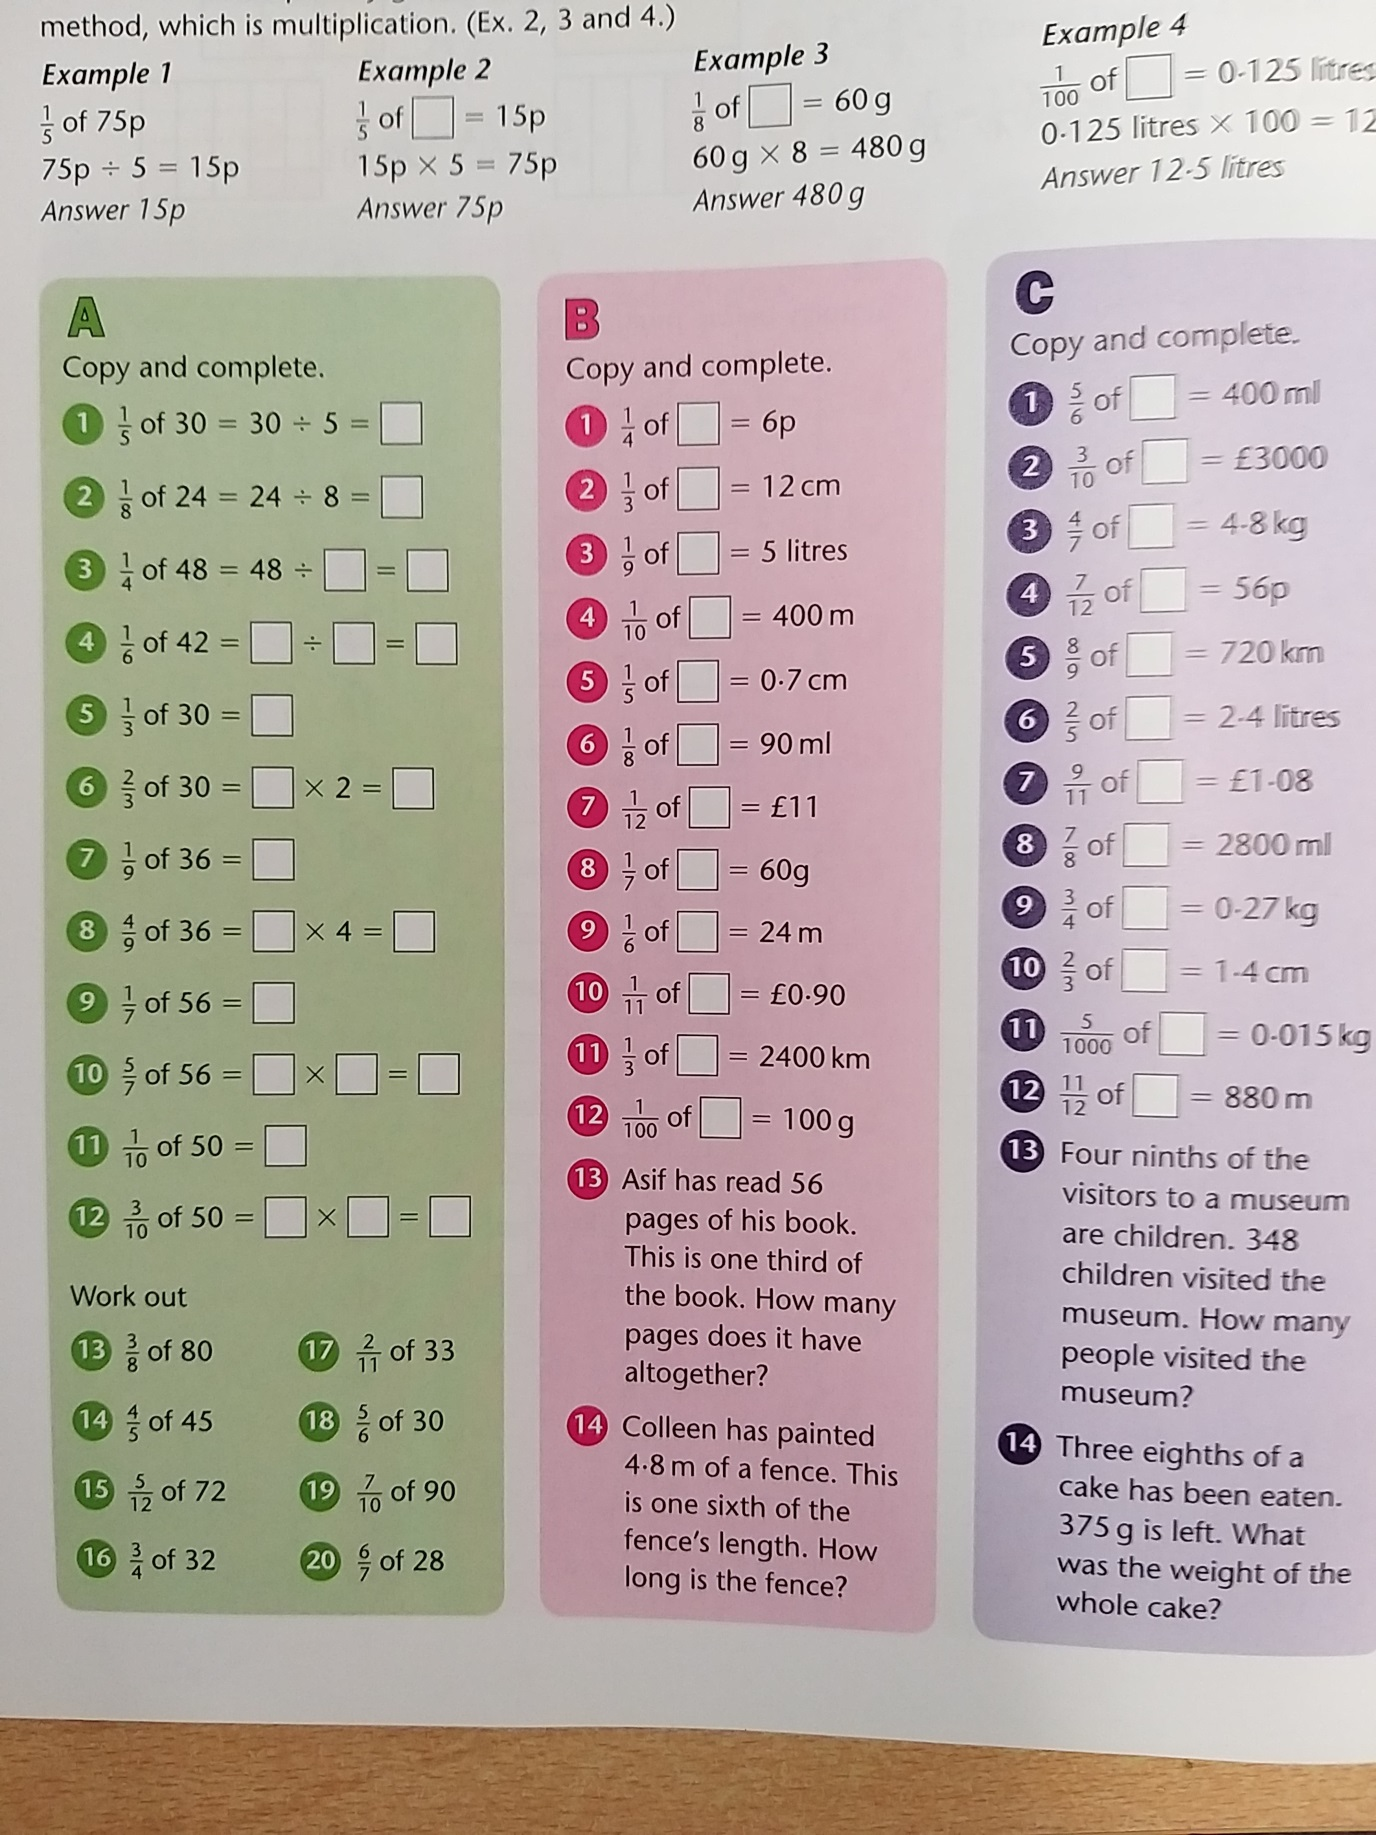 method, which is multiplication. (Ex. 2, 3 and 4.)
Example 1
1/5 of 75p
75p ÷ 5 = 15p
Answer 15p
Example 2
1/5 of □ = 15p
15p × 5 = 75p
Answer 75p
Example 3
1/8 of □ = 60 g
60 g × 8 = 480 g
Answer 480 g
Example 4
1/100 of □ = 0·125 litres
0·125 litres × 100 = 12
Answer 12·5 litres
A
Copy and complete.
1 1/5 of 30 = 30 ÷ 5 = □
2 1/8 of 24 = 24 ÷ 8 = □
3 1/4 of 48 = 48 ÷ □ = □
4 1/6 of 42 = □ ÷ □ = □
5 1/3 of 30 = □
6 2/3 of 30 = □ × 2 = □
7 1/9 of 36 = □
8 4/9 of 36 = □ × 4 = □
9 1/7 of 56 = □
10 5/7 of 56 = □ × □ = □
11 1/10 of 50 = □
12 3/10 of 50 = □ × □ = □
Work out
13 3/8 of 80
14 4/5 of 45
15 5/12 of 72
16 3/4 of 32
17 2/11 of 33
18 5/6 of 30
19 7/10 of 90
20 6/7 of 28
B
Copy and complete.
1 1/4 of □ = 6p
2 1/3 of □ = 12 cm
3 1/9 of □ = 5 litres
4 1/10 of □ = 400 m
5 1/5 of □ = 0·7 cm
6 1/8 of □ = 90 ml
7 1/12 of □ = £11
8 1/7 of □ = 60g
9 1/6 of □ = 24 m
10 1/11 of □ = £0·90
11 1/3 of □ = 2400 km
12 1/100 of □ = 100 g
13 Asif has read 56
pages of his book.
This is one third of
the book. How many
pages does it have
altogether?
14 Colleen has painted
4·8 m of a fence. This
is one sixth of the
fence's length. How
long is the fence?
C
Copy and complete.
1 5/6 of □ = 400 ml
2 3/10 of □ = £3000
3 4/7 of □ = 4·8 kg
4 7/12 of □ = 56p
5 8/9 of □ = 720 km
6 2/5 of □ = 2·4 litres
7 9/11 of □ = £1·08
8 7/8 of □ = 2800 ml
9 3/4 of □ = 0·27 kg
10 2/3 of □ = 1·4 cm
11 5/1000 of □ = 0·015 kg
12 11/12 of □ = 880 m
13 Four ninths of the
visitors to a museum
are children. 348
children visited the
museum. How many
people visited the
museum?
14 Three eighths of a
cake has been eaten.
375 g is left. What
was the weight of the
whole cake?